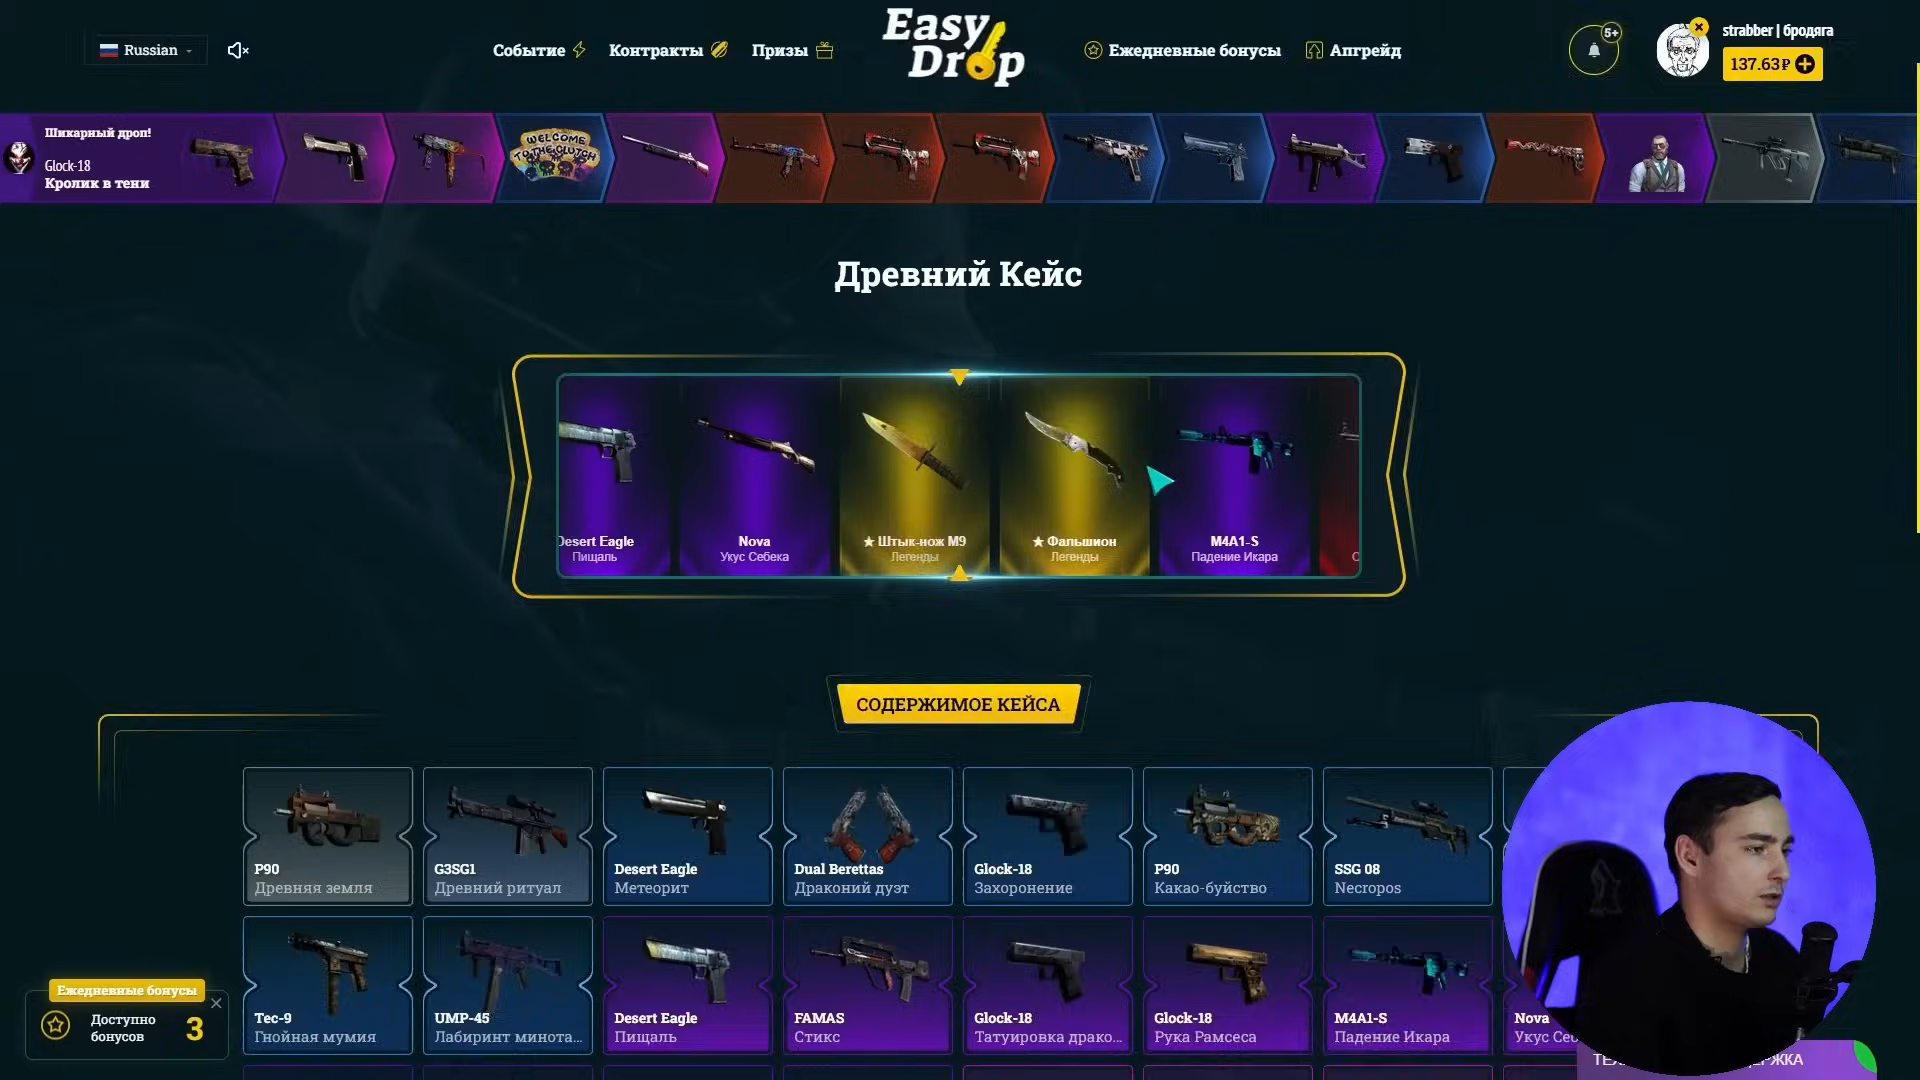 Russian
Событие
Контракты
Призы
Easy
Drop
Ежедневные бонусы
Апгрейд
5+
strabber | бродяга
137.63₽
Шикарный дроп!
Glock-18
Кролик в тени
WELCOME
TO THE CLUTCH
Древний Кейс
Desert Eagle
Пищаль
Nova
Укус Себека
★ Штык-нож M9
Легенды
★ Фальшион
Легенды
M4A1-S
Падение Икара
С
СОДЕРЖИМОЕ КЕЙСА
P90
Древняя земля
G3SG1
Древний ритуал
Desert Eagle
Метеорит
Dual Berettas
Драконий дуэт
Glock-18
Захоронение
P90
Какао-буйство
SSG 08
Necropos
Tec-9
Гнойная мумия
UMP-45
Лабиринт минота...
Desert Eagle
Пищаль
FAMAS
Стикс
Glock-18
Татуировка драко...
Glock-18
Рука Рамсеса
M4A1-S
Падение Икара
Nova
Укус Себ
Ежедневные бонусы
Доступно
бонусов
3